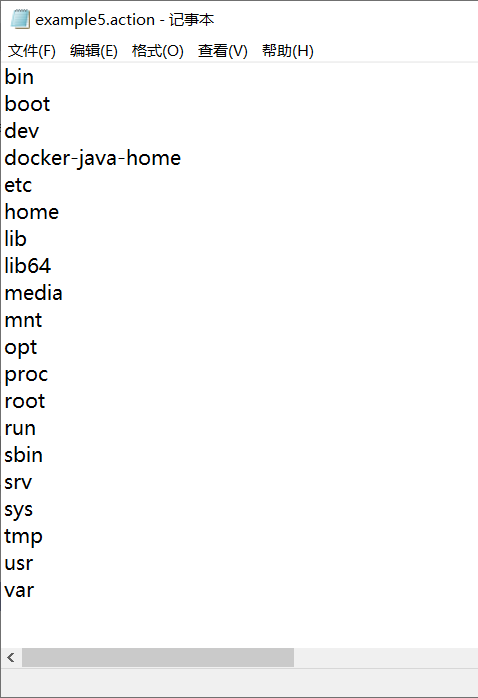 example5.action - 记事本
文件(F) 编辑(E) 格式(O) 查看(V) 帮助(H)
bin
boot
dev
docker-java-home
etc
home
lib
lib64
media
mnt
opt
proc
root
run
sbin
srv
sys
tmp
usr
var